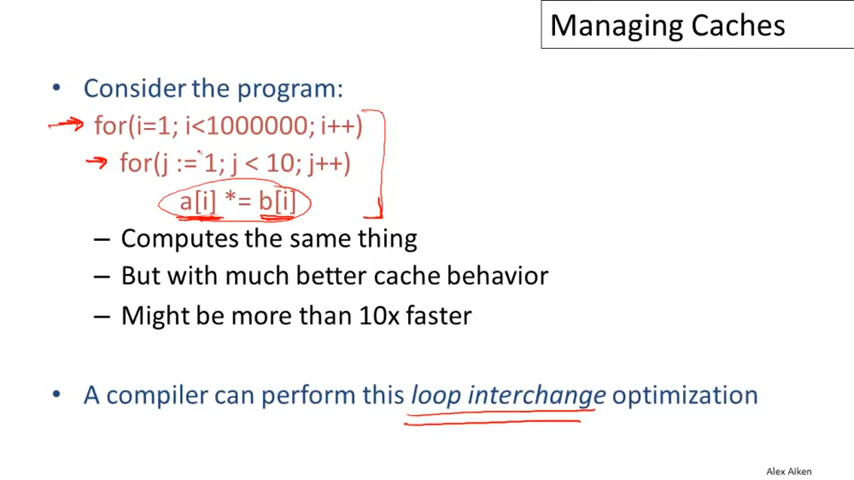 Managing Caches
• Consider the program:
for(i=1; i<1000000; i++)
for(j := 1; j < 10; j++)
a[i] *= b[i]
– Computes the same thing
– But with much better cache behavior
– Might be more than 10x faster
• A compiler can perform this loop interchange optimization
Alex Aiken